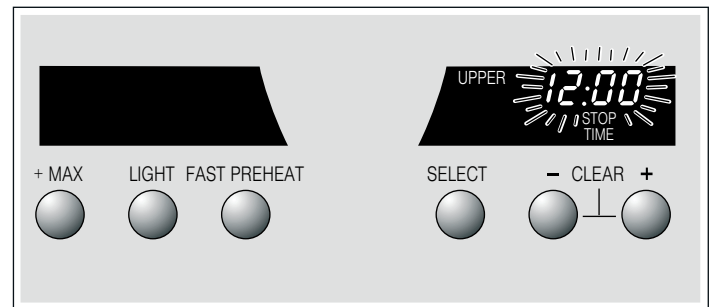 UPPER 12:00
STOP
TIME
+ MAX LIGHT FAST PREHEAT SELECT − CLEAR +